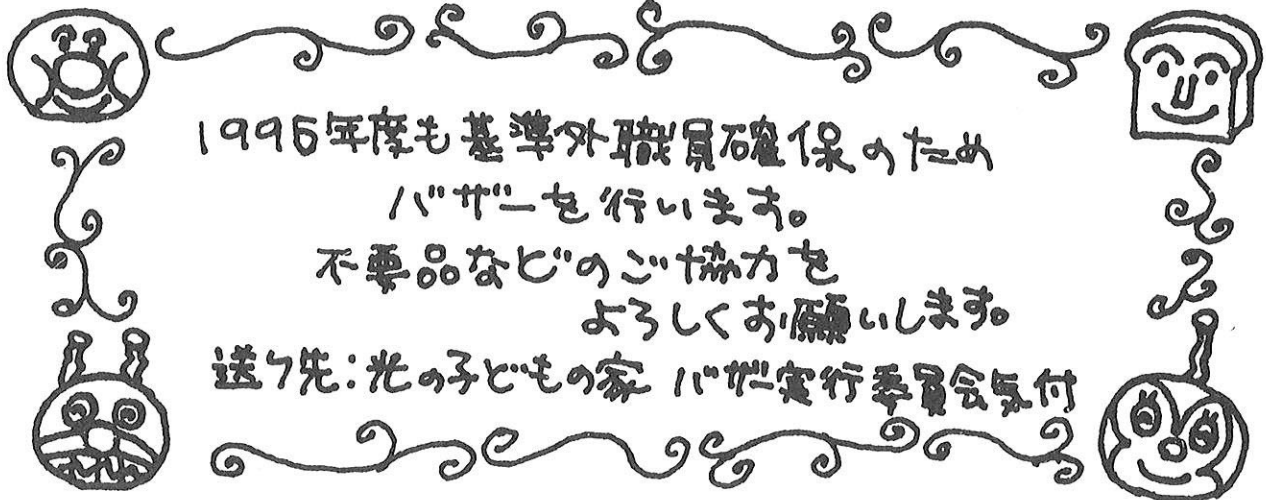 1995年度も基準外職員確保のため
バザーを行います。
不要品などのご協力を
よろしくお願いします。
送り先:光の子どもの家 バザー実行委員会気付